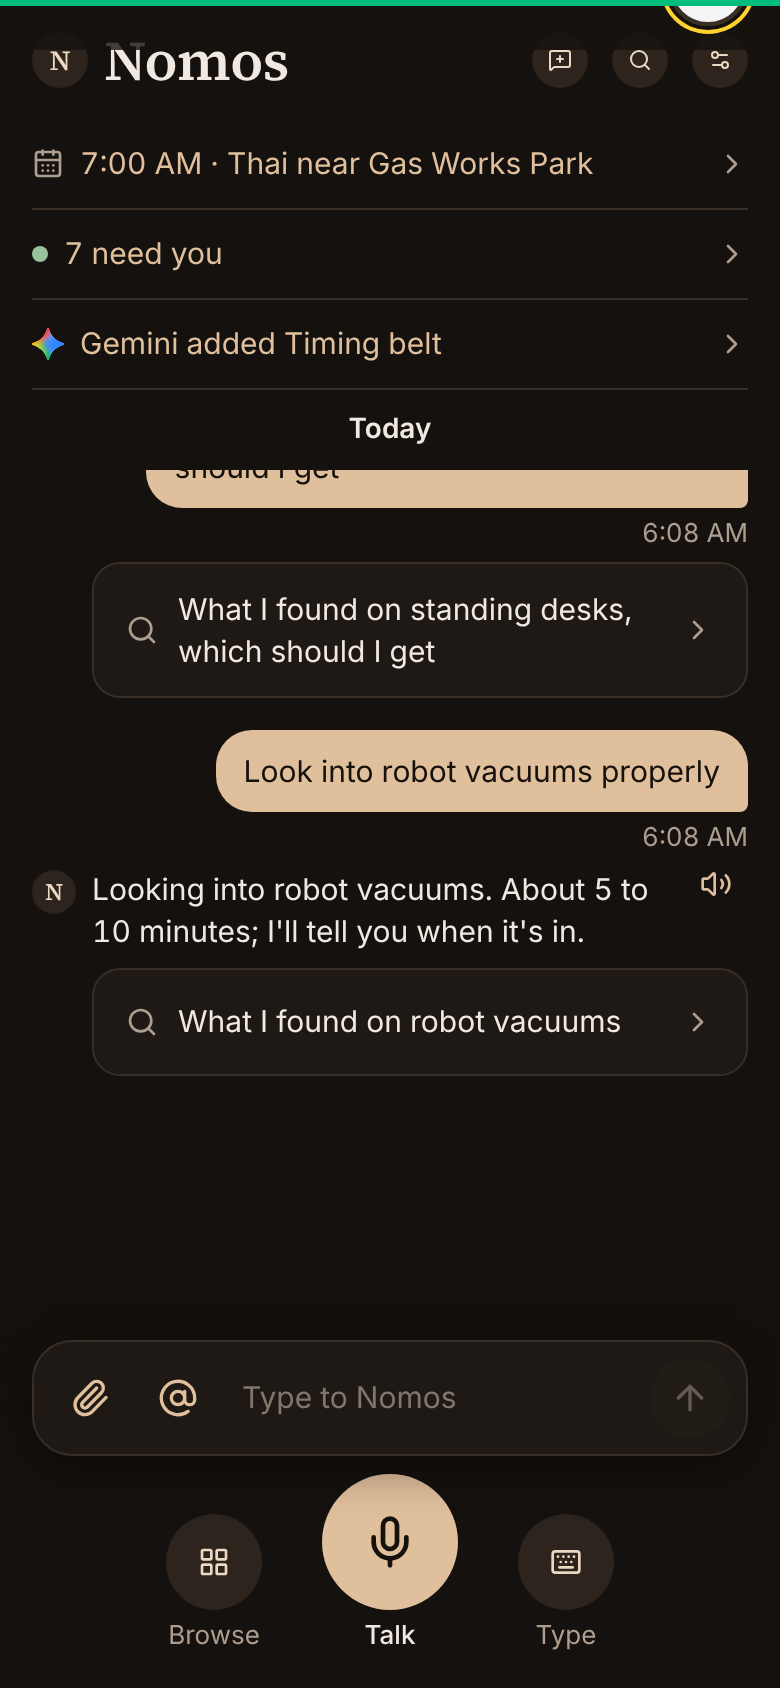 N Nomos
7:00 AM · Thai near Gas Works Park
7 need you
Gemini added Timing belt
Today
should I get
6:08 AM
What I found on standing desks,
which should I get
Look into robot vacuums properly
6:08 AM
N
Looking into robot vacuums. About 5 to
10 minutes; I'll tell you when it's in.
What I found on robot vacuums
Type to Nomos
Browse
Talk
Type